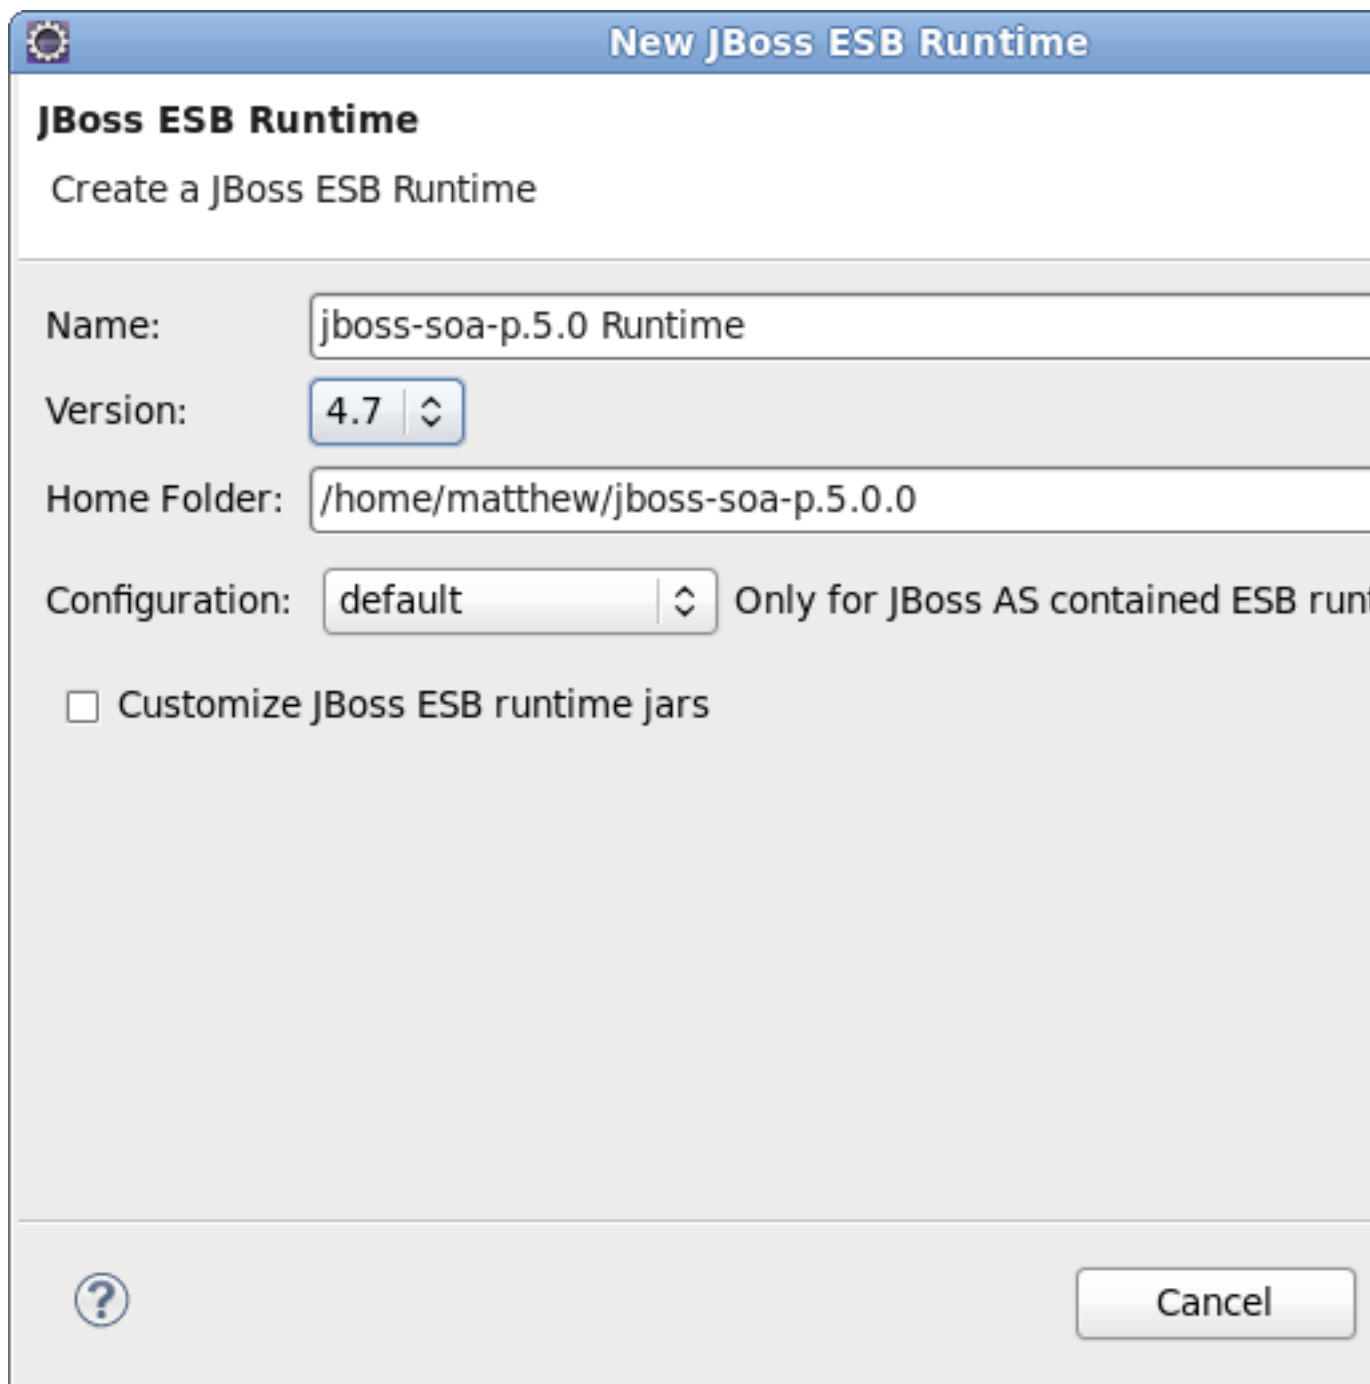 New JBoss ESB Runtime
JBoss ESB Runtime
Create a JBoss ESB Runtime
Name: jboss-soa-p.5.0 Runtime
Version: 4.7
Home Folder: /home/matthew/jboss-soa-p.5.0.0
Configuration: default Only for JBoss AS contained ESB
Customize JBoss ESB runtime jars
?
Cancel